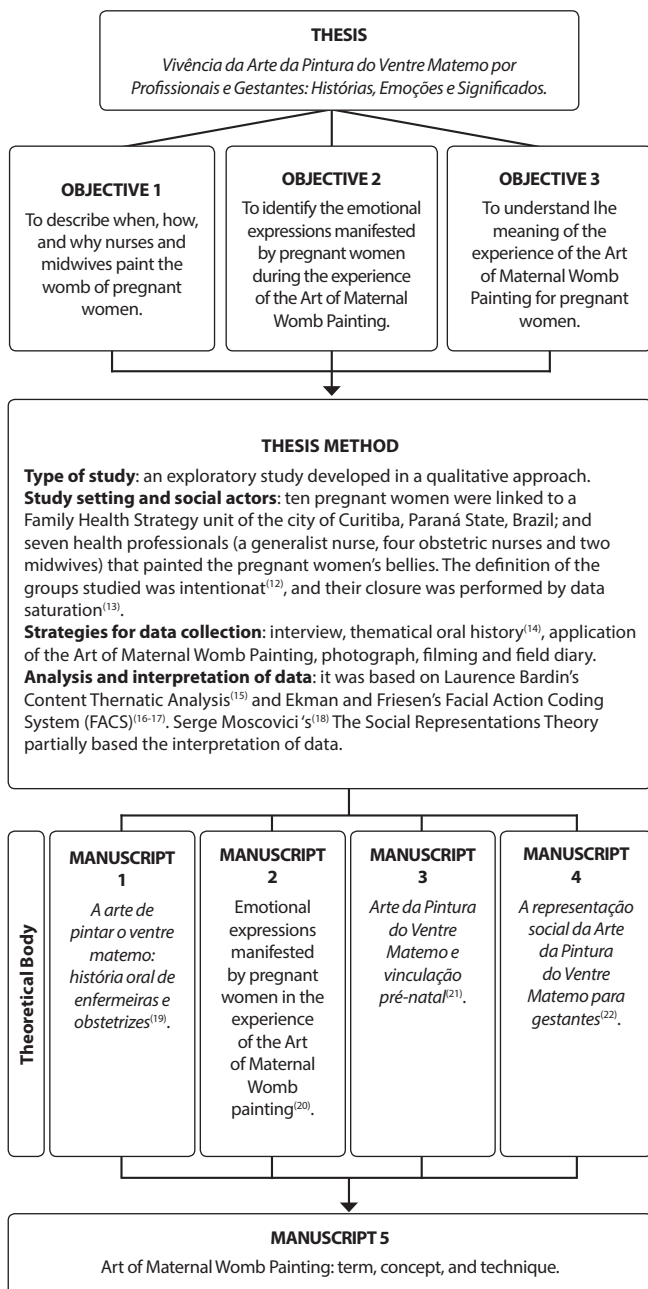 THESIS
Vivência da Arte da Pintura do Ventre Matemo por
Profissionais e Gestantes: Histórias, Emoções e Significados.
OBJECTIVE 1
To describe when, how,
and why nurses and
midwives paint the
womb of pregnant
women.
OBJECTIVE 2
To identify the emotional
expressions manifested
by pregnant women
during the experience
of the Art of Maternal
Womb Painting.
OBJECTIVE 3
To understand lhe
meaning of the
experience of the Art
of Maternal Womb
Painting for pregnant
women.
THESIS METHOD
Type of study: an exploratory study developed in a qualitative approach.
Study setting and social actors: ten pregnant women were linked to a
Family Health Strategy unit of the city of Curitiba, Paraná State, Brazil; and
seven health professionals (a generalist nurse, four obstetric nurses and two
midwives) that painted the pregnant women's bellies. The definition of the
groups studied was intentionat(12), and their closure was performed by data
saturation(13).
Strategies for data collection: interview, thematical oral history(14), application
of the Art of Maternal Womb Painting, photograph, filming and field diary.
Analysis and interpretation of data: it was based on Laurence Bardin's
Content Thernatic Analysis(15) and Ekman and Friesen's Facial Action Coding
System (FACS)(16-17). Serge Moscovici 's(18) The Social Representations Theory
partially based the interpretation of data.
Theoretical Body
MANUSCRIPT
1
A arte de
pintar o ventre
matemo:
história oral de
enfermeiras e
obstetrizes(19).
MANUSCRIPT
2
Emotional
expressions
manifested
by pregnant
women in the
experience
of the Art
of Maternal
Womb
painting(20).
MANUSCRIPT
3
Arte da Pintura
do Ventre
Matemo e
vinculação
pré-natal(21).
MANUSCRIPT
4
A representação
social da Arte
da Pintura
do Ventre
Matemo para
gestantes(22).
MANUSCRIPT 5
Art of Maternal Womb Painting: term, concept, and technique.